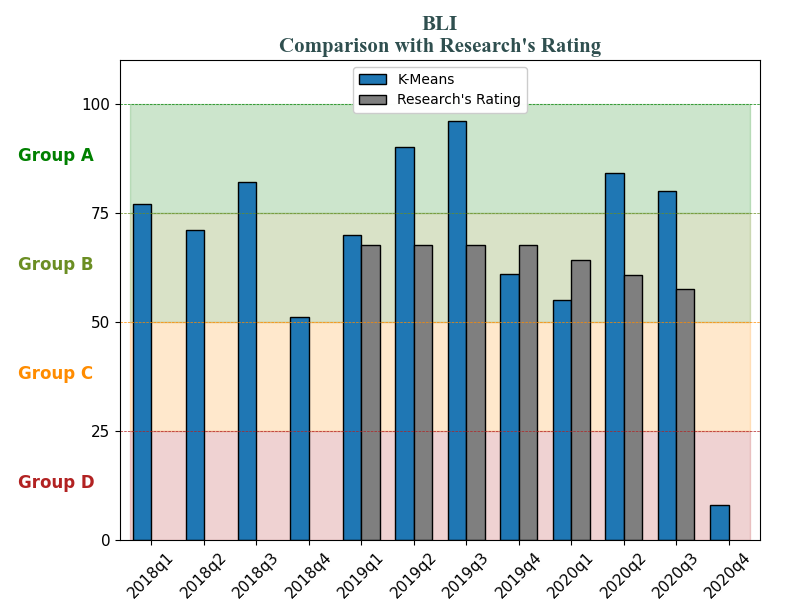 BLI
Comparison with Research's Rating
K-Means
Research's Rating
100
Group A
75
Group B
50
Group C
25
Group D
0
2018q1
2018q2
2018q3
2018q4
2019q1
2019q2
2019q3
2019q4
2020q1
2020q2
2020q3
2020q4